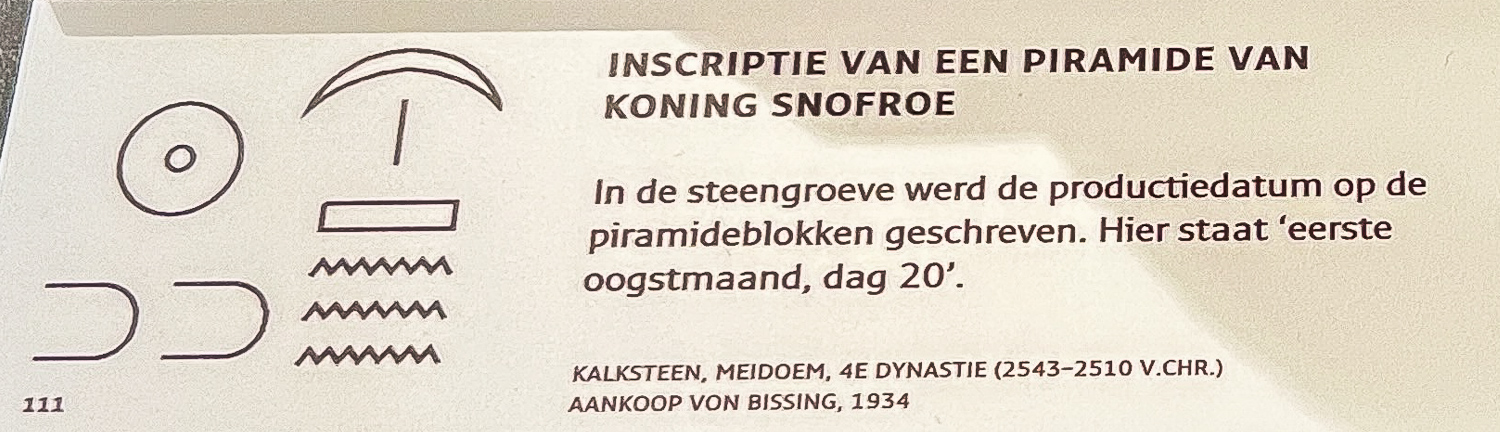 INSCRIPTIE VAN EEN PIRAMIDE VAN
KONING SNOFROE
In de steengroeve werd de productiedatum op de
piramideblokken geschreven. Hier staat ‘eerste
oogstmaand, dag 20’.
KALKSTEEN, MEIDOEM, 4E DYNASTIE (2543–2510 V.CHR.)
AANKOOP VON BISSING, 1934
111